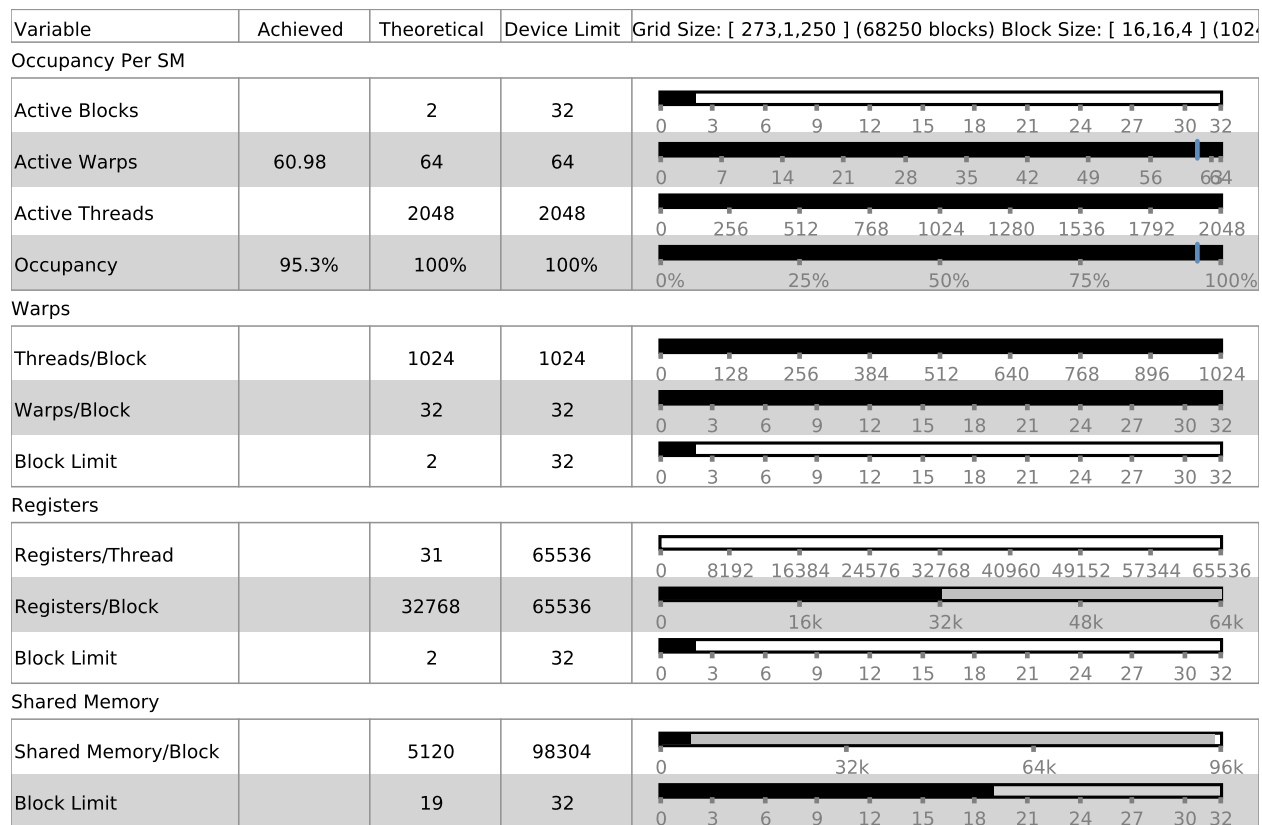 Variable Achieved Theoretical Device Limit Grid Size: [ 273,1,250 ] (68250 blocks) Block Size: [ 16,16,4 ] (1024
Occupancy Per SM
Active Blocks 2 32
0 3 6 9 12 15 18 21 24 27 30 32
Active Warps 60.98 64 64
0 7 14 21 28 35 42 49 56 63 64
Active Threads 2048 2048
0 256 512 768 1024 1280 1536 1792 2048
Occupancy 95.3% 100% 100%
0% 25% 50% 75% 100%
Warps
Threads/Block 1024 1024
0 128 256 384 512 640 768 896 1024
Warps/Block 32 32
0 3 6 9 12 15 18 21 24 27 30 32
Block Limit 2 32
0 3 6 9 12 15 18 21 24 27 30 32
Registers
Registers/Thread 31 65536
0 8192 16384 24576 32768 40960 49152 57344 65536
Registers/Block 32768 65536
0 16k 32k 48k 64k
Block Limit 2 32
0 3 6 9 12 15 18 21 24 27 30 32
Shared Memory
Shared Memory/Block 5120 98304
0 32k 64k 96k
Block Limit 19 32
0 3 6 9 12 15 18 21 24 27 30 32